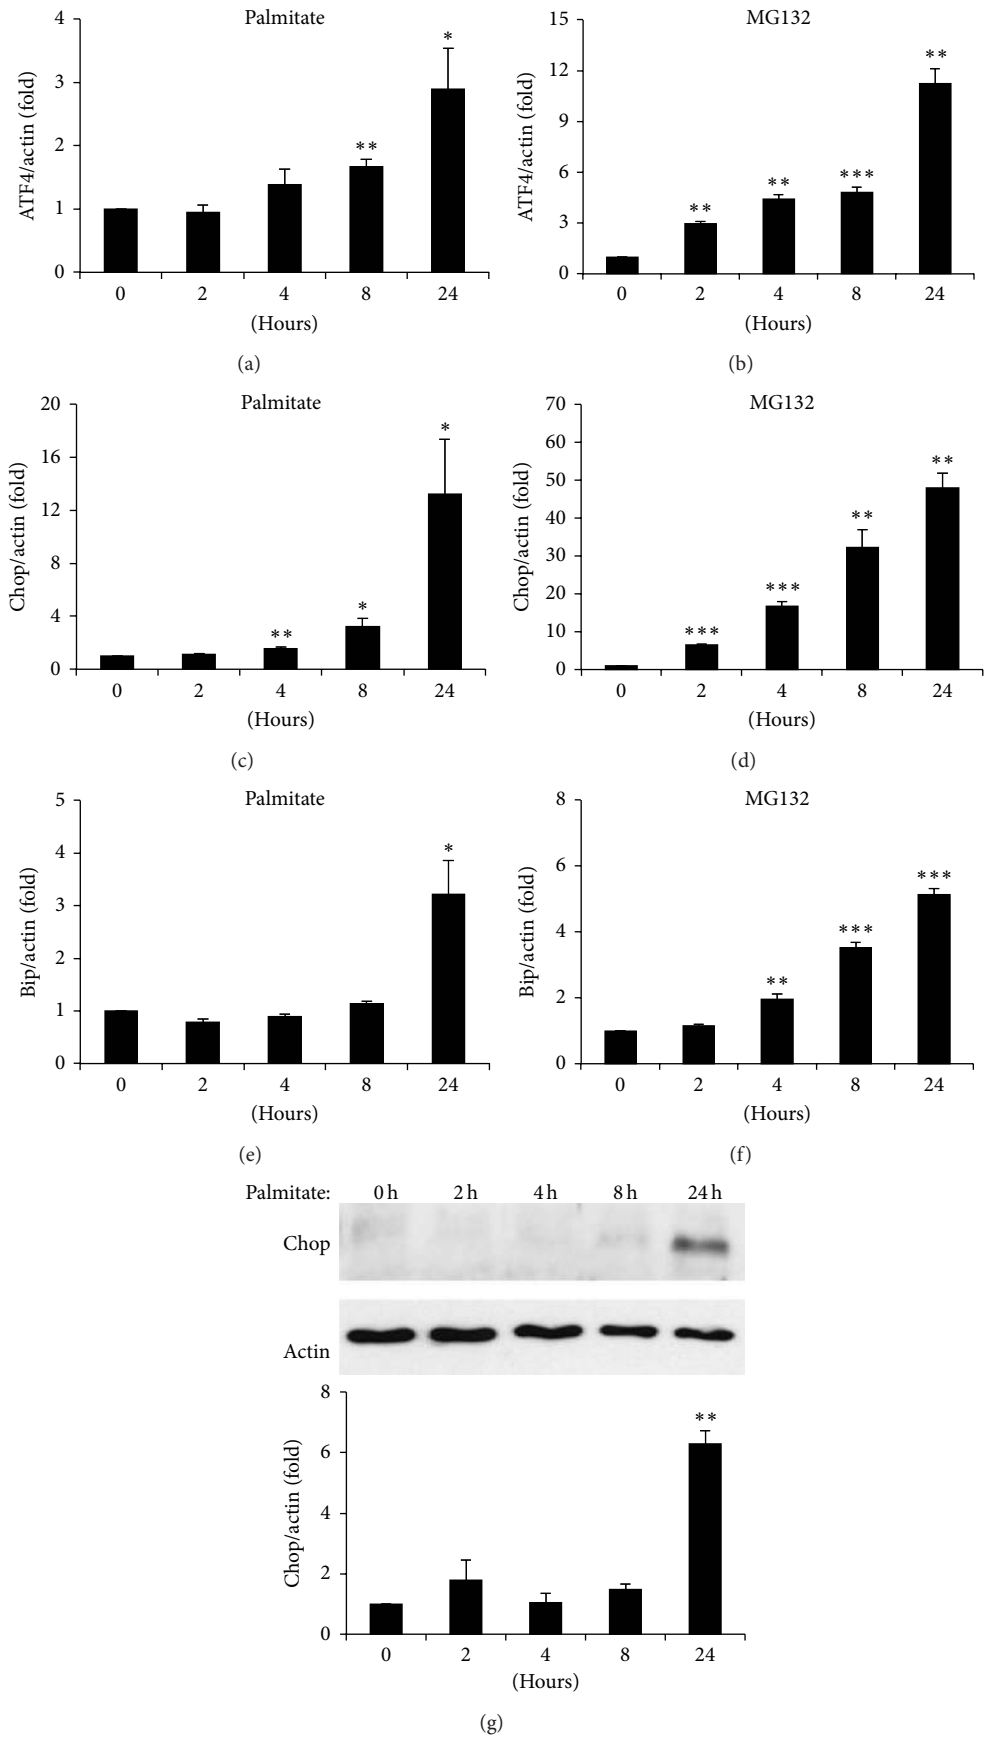 Palmitate
4
3
2
1
0
ATF4/actin (fold)
*
**
0 2 4 8 24
(Hours)
(a)
MG132
15
12
9
6
3
0
ATF4/actin (fold)
**
**
***
**
0 2 4 8 24
(Hours)
(b)
Palmitate
20
16
12
8
4
0
Chop/actin (fold)
**
*
*
0 2 4 8 24
(Hours)
(c)
MG132
70
60
50
40
30
20
10
0
Chop/actin (fold)
***
***
**
**
0 2 4 8 24
(Hours)
(d)
Palmitate
5
4
3
2
1
0
Bip/actin (fold)
*
0 2 4 8 24
(Hours)
(e)
MG132
8
6
4
2
0
Bip/actin (fold)
**
***
***
0 2 4 8 24
(Hours)
(f)
Palmitate: 0 h 2 h 4 h 8 h 24 h
Chop
Actin
8
6
4
2
0
Chop/actin (fold)
**
0 2 4 8 24
(Hours)
(g)